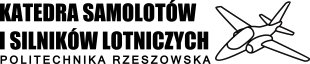 KATEDRA SAMOLOTÓW
I SILNIKÓW LOTNICZYCH
POLITECHNIKA RZESZOWSKA